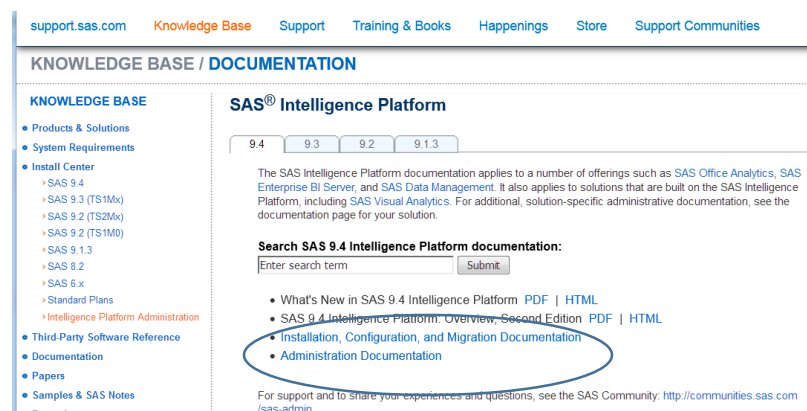 support.sas.com Knowledge Base Support Training & Books Happenings Store Support Communities
KNOWLEDGE BASE / DOCUMENTATION
KNOWLEDGE BASE
• Products & Solutions
• System Requirements
• Install Center
SAS 9.4
SAS 9.3 (TS1Mx)
SAS 9.2 (TS2Mx)
SAS 9.2 (TS1M0)
SAS 9.1.3
SAS 8.2
SAS 6.x
Standard Plans
Intelligence Platform Administration
• Third-Party Software Reference
• Documentation
• Papers
• Samples & SAS Notes
SAS® Intelligence Platform
9.4 9.3 9.2 9.1.3
The SAS Intelligence Platform documentation applies to a number of offerings such as SAS Office Analytics, SAS
Enterprise BI Server, and SAS Data Management. It also applies to solutions that are built on the SAS Intelligence
Platform, including SAS Visual Analytics. For additional, solution-specific administrative documentation, see the
documentation page for your solution.
Search SAS 9.4 Intelligence Platform documentation:
Enter search term Submit
• What's New in SAS 9.4 Intelligence Platform PDF | HTML
• SAS 9.4 Intelligence Platform: Overview, Second Edition PDF | HTML
• Installation, Configuration, and Migration Documentation
• Administration Documentation
For support and to share your experiences and questions, see the SAS Community: http://communities.sas.com
/sas-admin